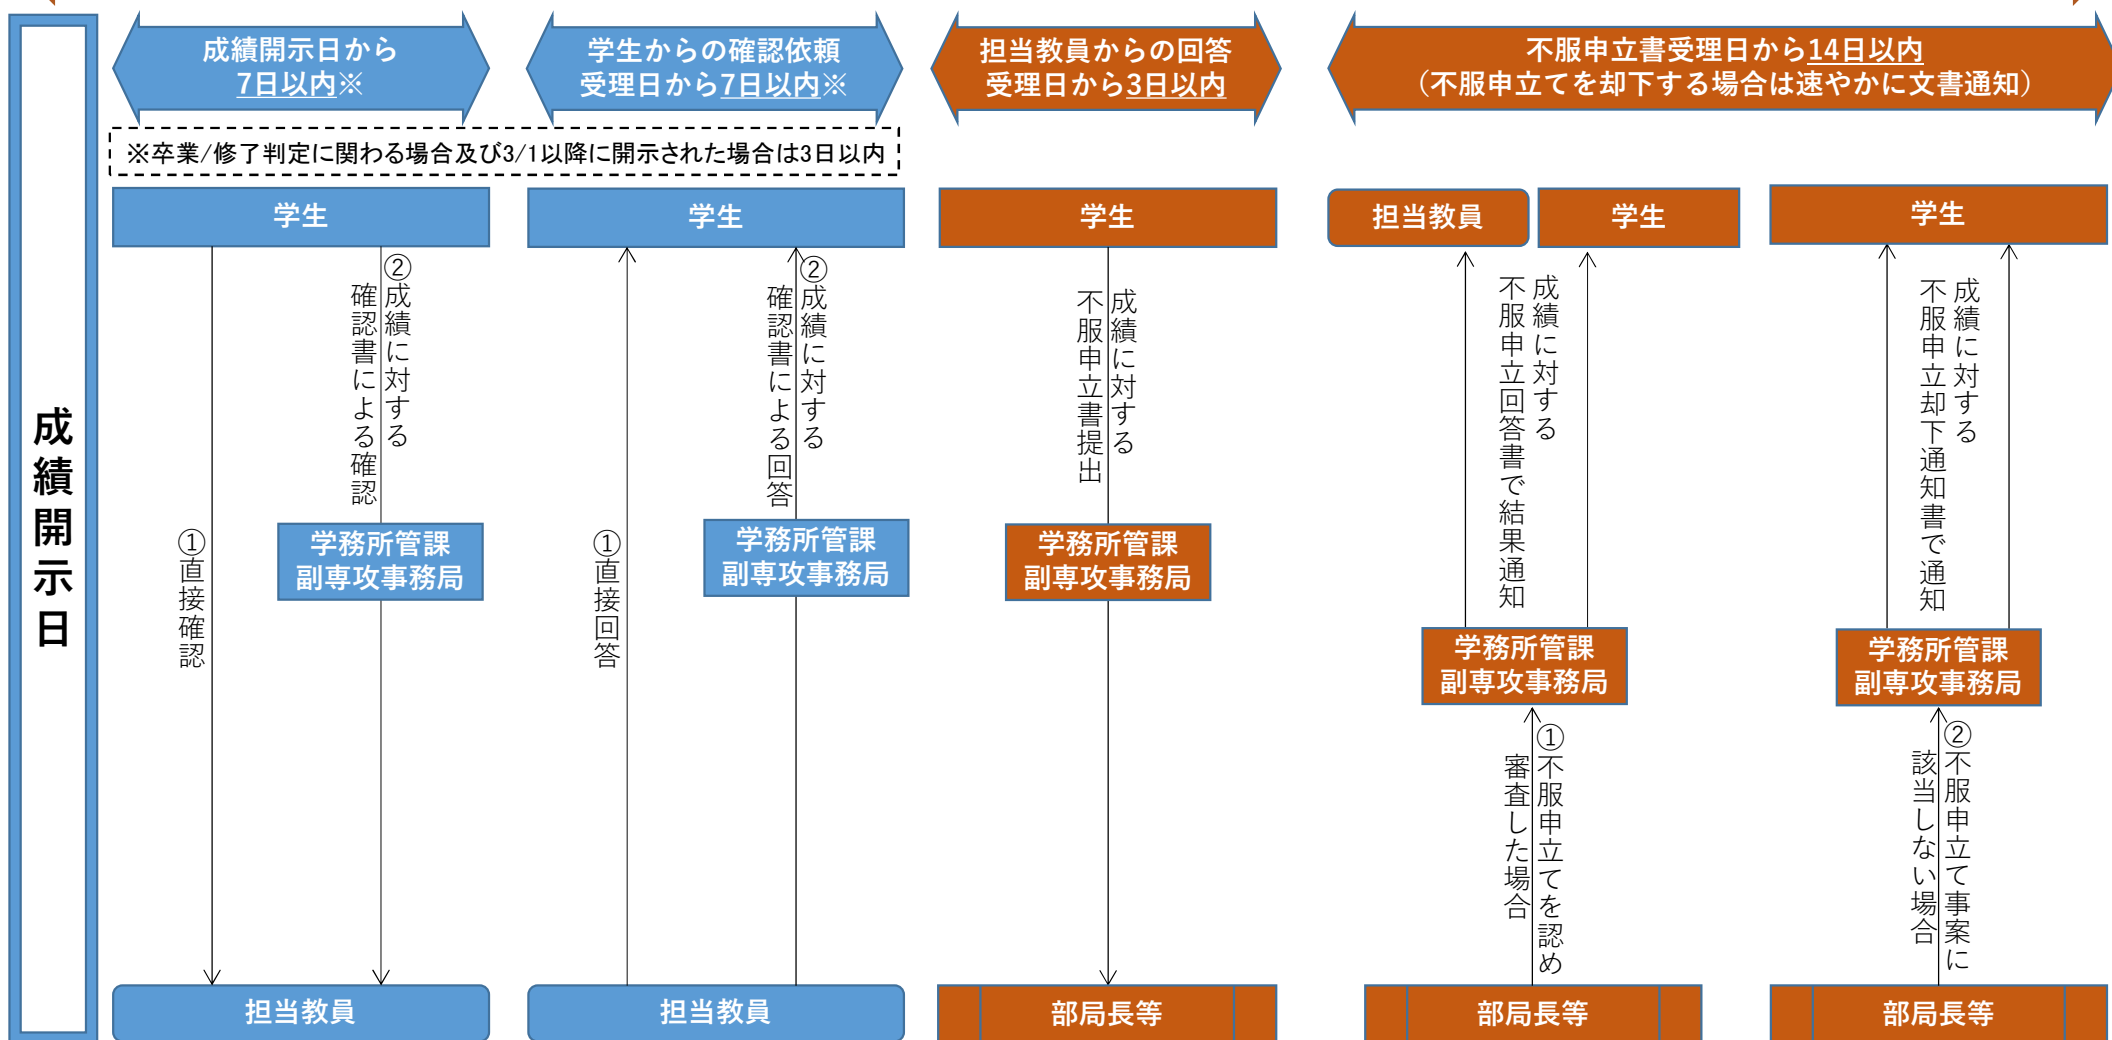 成績開示日
成績開示日から
7日以内※
学生からの確認依頼
受理日から7日以内※
担当教員からの回答
受理日から3日以内
不服申立書受理日から14日以内
（不服申立てを却下する場合は速やかに文書通知）
※卒業/修了判定に関わる場合及び3/1以降に開示された場合は3日以内
学生
①直接確認
②成績に対する
確認書による確認
学務所管課
副専攻事務局
担当教員
学生
①直接回答
②成績に対する
確認書による回答
学務所管課
副専攻事務局
担当教員
学生
成績に対する
不服申立書提出
学務所管課
副専攻事務局
部局長等
担当教員
学生
成績に対する
不服申立回答書で結果通知
学務所管課
副専攻事務局
①不服申立てを認め
審査した場合
部局長等
学生
成績に対する
不服申立却下通知書で通知
学務所管課
副専攻事務局
②不服申立て事案に
該当しない場合
部局長等